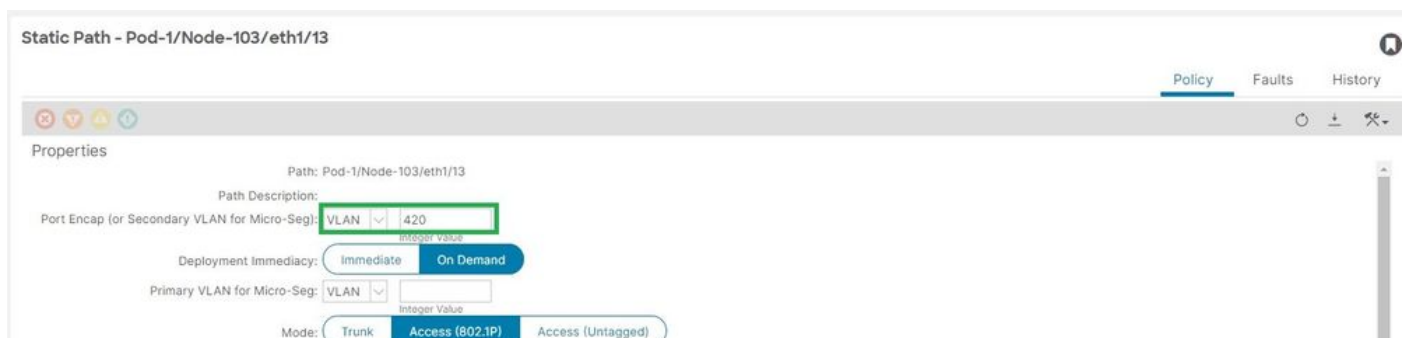 Static Path - Pod-1/Node-103/eth1/13
Policy Faults History
Properties
Path: Pod-1/Node-103/eth1/13
Path Description:
Port Encap (or Secondary VLAN for Micro-Seg): VLAN 420
Integer Value
Deployment Immediacy: Immediate On Demand
Primary VLAN for Micro-Seg: VLAN
Integer Value
Mode: Trunk Access (802.1P) Access (Untagged)